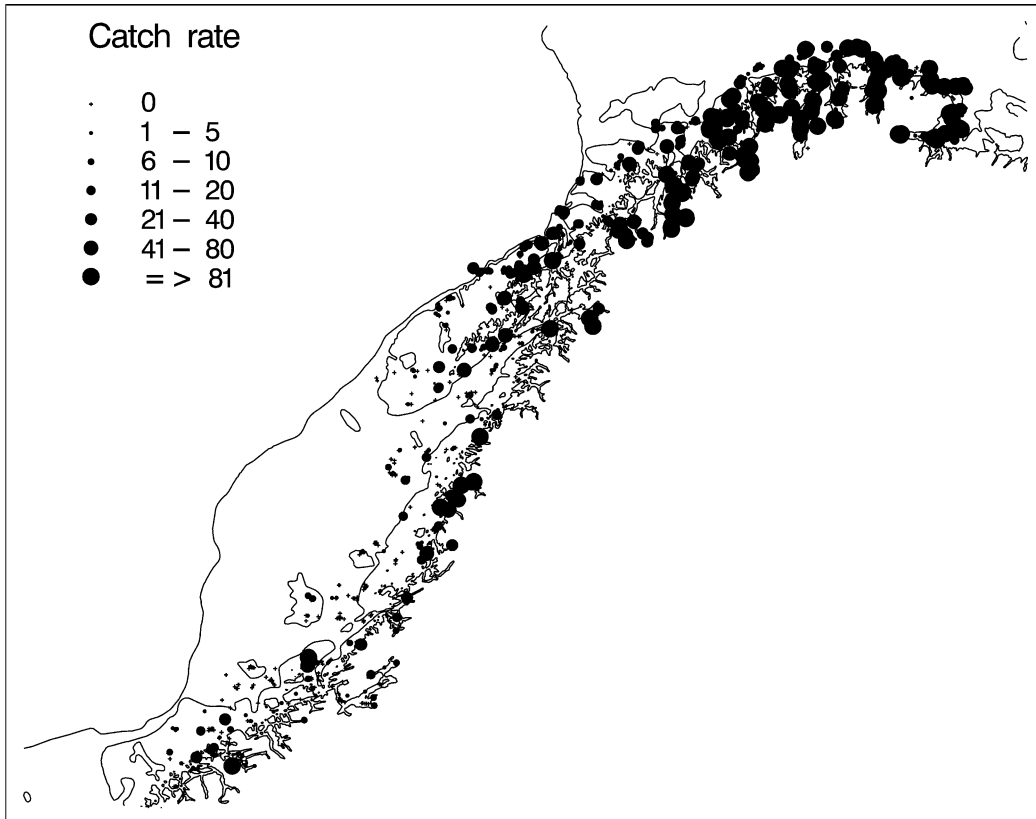 Catch rate
0
1 – 5
6 – 10
11 – 20
21 – 40
41 – 80
= > 81